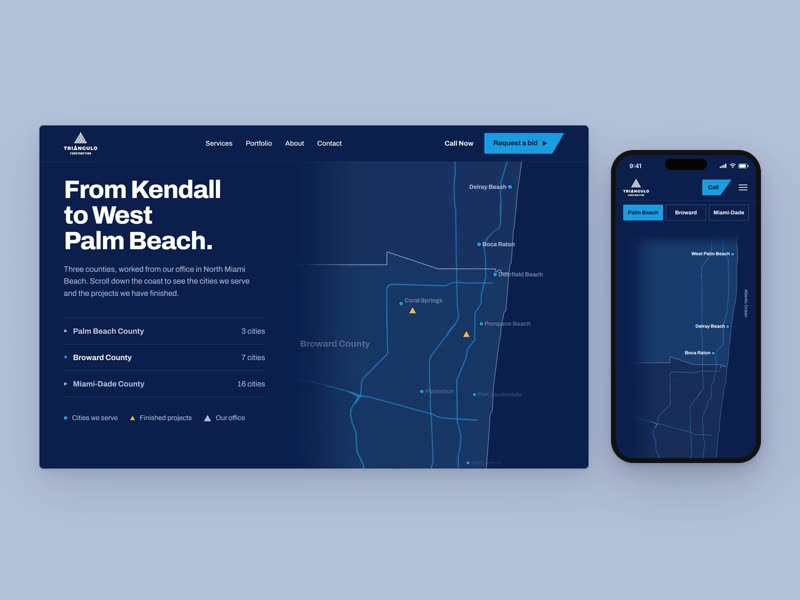 TRIÁNGULO
CONSTRUCTION
Services
Portfolio
About
Contact
Call Now
Request a bid
From Kendall
to West
Palm Beach.
Three counties, worked from our office in North Miami
Beach. Scroll down the coast to see the cities we serve
and the projects we have finished.
Palm Beach County
3 cities
Broward County
7 cities
Miami-Dade County
16 cities
Cities we serve
Finished projects
Our office
Delray Beach
Boca Raton
Deerfield Beach
Coral Springs
Pompano Beach
Broward County
Plantation
Fort Lauderdale
9:41
TRIÁNGULO
CONSTRUCTION
Call
Palm Beach
Broward
Miami-Dade
West Palm Beach
Atlantic Ocean
Delray Beach
Boca Raton